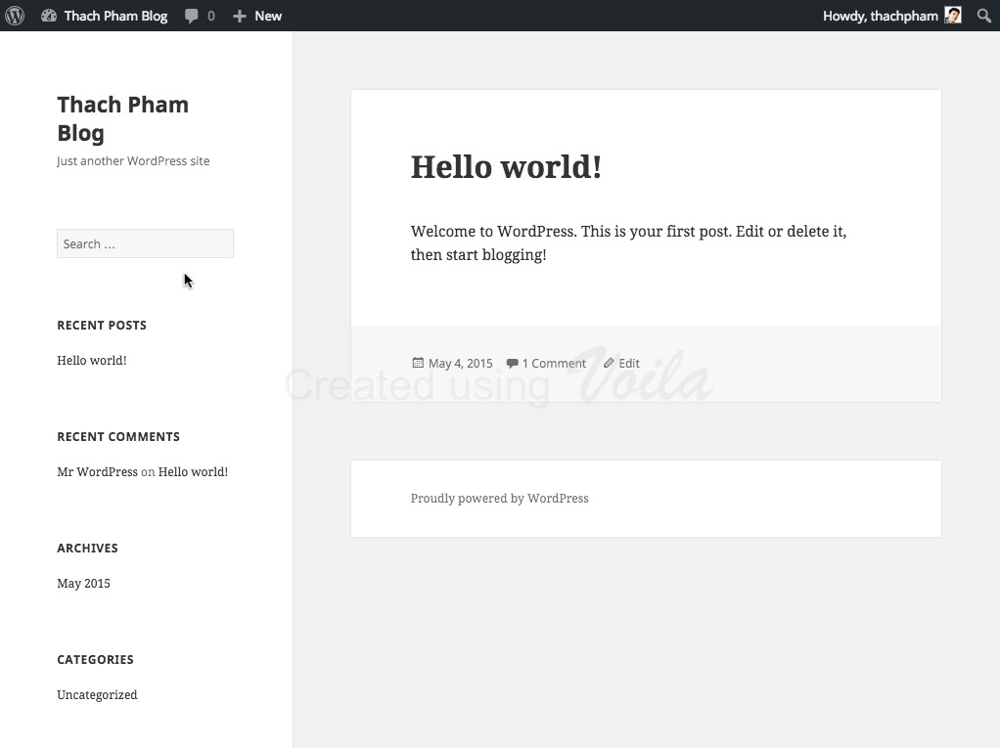 Thach Pham Blog 0 New Howdy, thachpham
Thach Pham
Blog
Just another WordPress site
Search ...
RECENT POSTS
Hello world!
RECENT COMMENTS
Mr WordPress on Hello world!
ARCHIVES
May 2015
CATEGORIES
Uncategorized
Hello world!
Welcome to WordPress. This is your first post. Edit or delete it,
then start blogging!
May 4, 2015 1 Comment Edit
Created using Voila
Proudly powered by WordPress